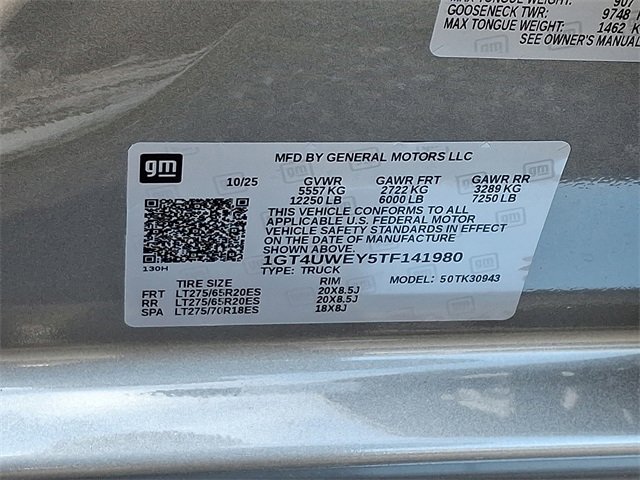 MAX TONGUE WEIGHT: 907
GOOSENECK TWR: 9748
MAX TONGUE WEIGHT: 1462 K
SEE OWNER'S MANUAL
gm
MFD BY GENERAL MOTORS LLC
10/25 GVWR GAWR FRT GAWR RR
5557 KG 2722 KG 3289 KG
12250 LB 6000 LB 7250 LB
THIS VEHICLE CONFORMS TO ALL
APPLICABLE U.S. FEDERAL MOTOR
VEHICLE SAFETY STANDARDS IN EFFECT
ON THE DATE OF MANUFACTURE
SHOWN ABOVE.
1GT4UWEY5TF141980
130H
TYPE: TRUCK MODEL: 50TK30943
TIRE SIZE RIM
FRT LT275/65R20ES 20X8.5J
RR LT275/65R20ES 20X8.5J
SPA LT275/70R18ES 18X8J